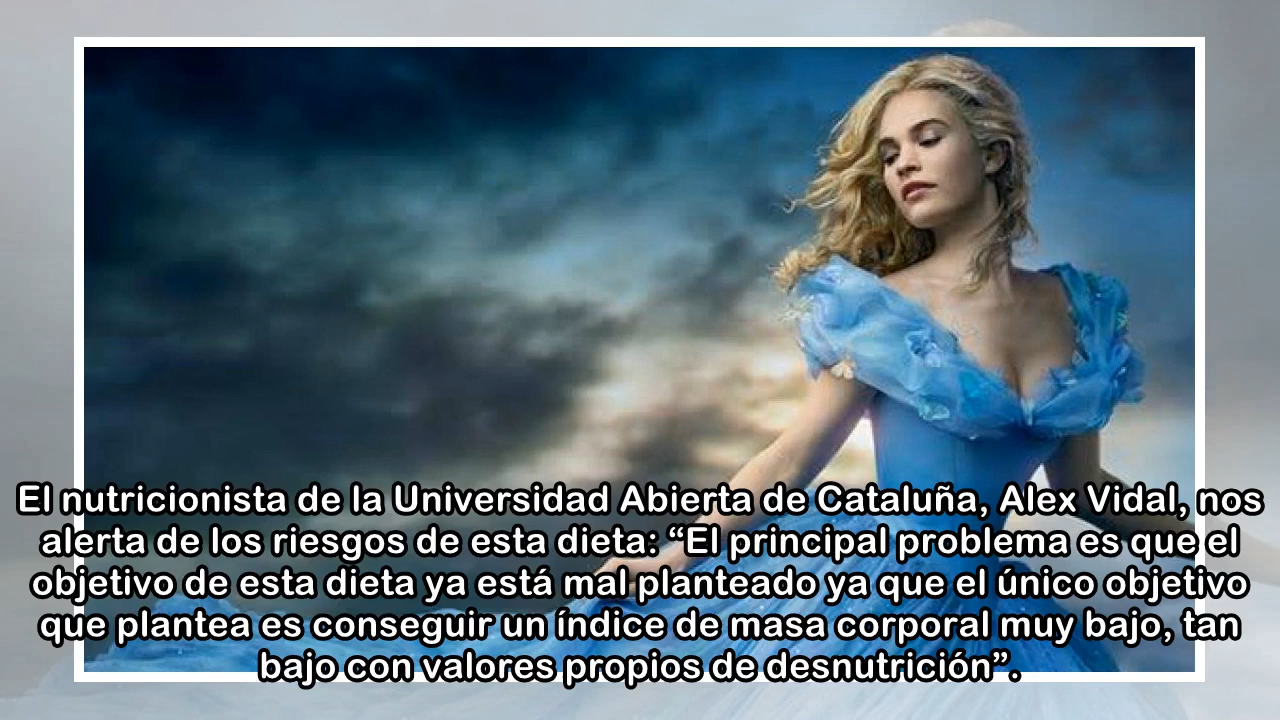 El nutricionista de la Universidad Abierta de Cataluña, Alex Vidal, nos
alerta de los riesgos de esta dieta: “El principal problema es que el
objetivo de esta dieta ya está mal planteado ya que el único objetivo
que plantea es conseguir un índice de masa corporal muy bajo, tan
bajo con valores propios de desnutrición”.